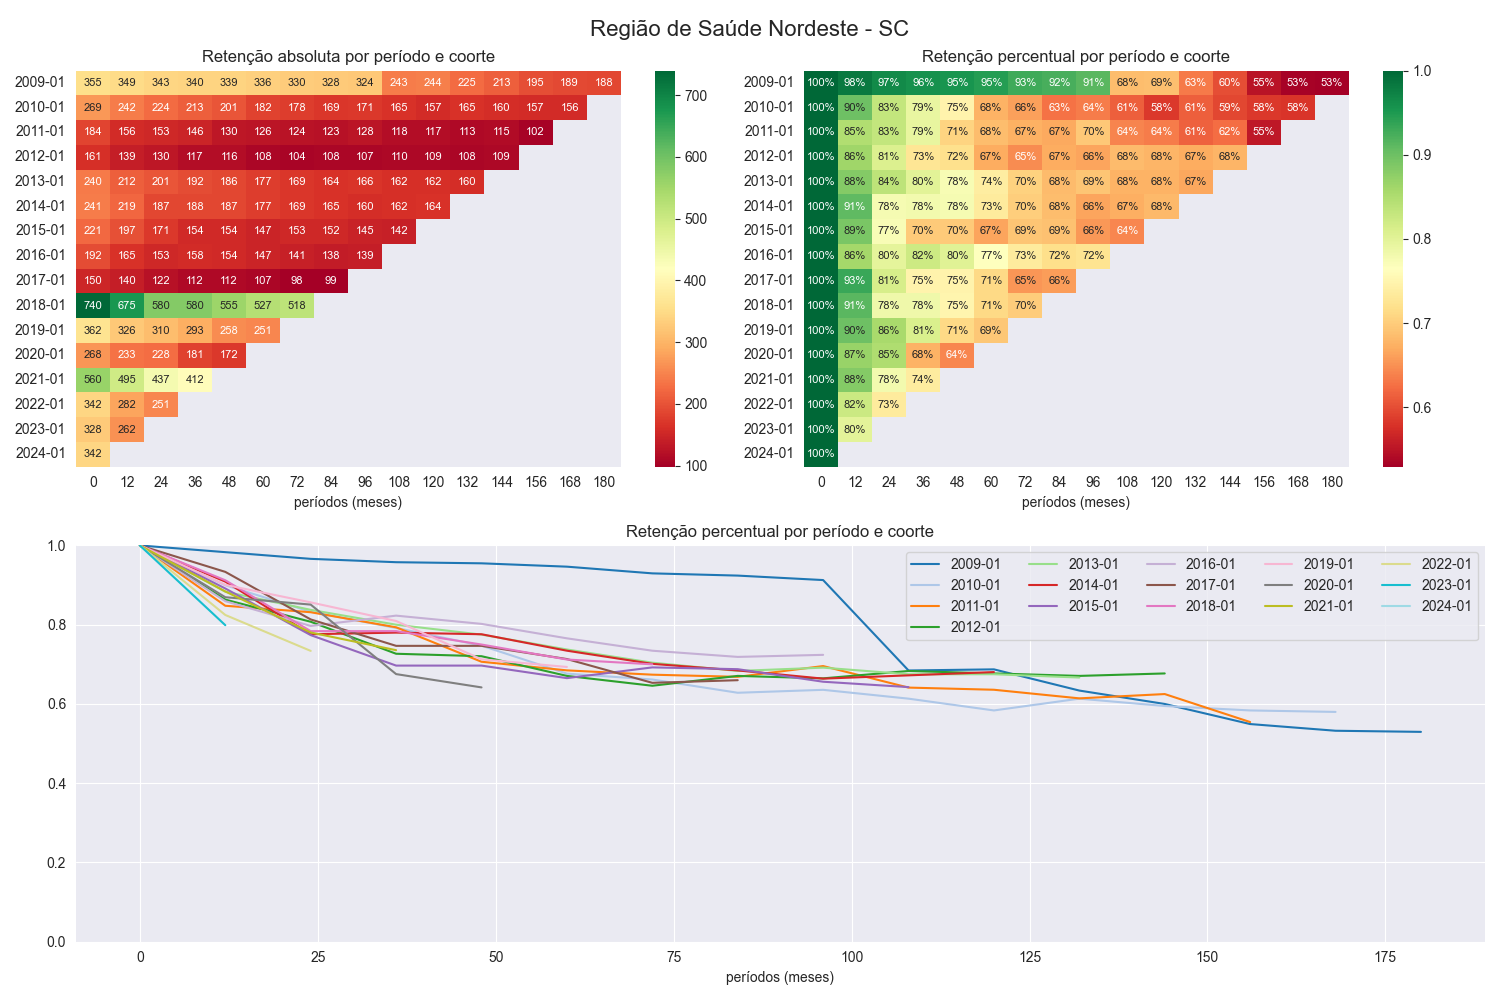 Região de Saúde Nordeste - SC
Retenção absoluta por período e coorte
2009-01 355 349 343 340 339 336 330 328 324 243 244 225 213 195 189 188
2010-01 269 242 224 213 201 182 178 169 171 165 157 165 160 157 156
2011-01 184 156 153 146 130 126 124 123 128 118 117 113 115 102
2012-01 161 139 130 117 116 108 104 108 107 110 109 108 109
2013-01 240 212 201 192 186 177 169 164 166 162 162 160
2014-01 241 219 187 188 187 177 169 165 160 162 164
2015-01 221 197 171 154 154 147 153 152 145 142
2016-01 192 165 153 158 154 147 141 138 139
2017-01 150 140 122 112 112 107 98 99
2018-01 740 675 580 580 555 527 518
2019-01 362 326 310 293 258 251
2020-01 268 233 228 181 172
2021-01 560 495 437 412
2022-01 342 282 251
2023-01 328 262
2024-01 342
0 12 24 36 48 60 72 84 96 108 120 132 144 156 168 180
períodos (meses)
700
600
500
400
300
200
100
Retenção percentual por período e coorte
2009-01 100% 98% 97% 96% 95% 95% 93% 92% 91% 68% 69% 63% 60% 55% 53% 53%
2010-01 100% 90% 83% 79% 75% 68% 66% 63% 64% 61% 58% 61% 59% 58% 58%
2011-01 100% 85% 83% 79% 71% 68% 67% 67% 70% 64% 64% 61% 62% 55%
2012-01 100% 86% 81% 73% 72% 67% 65% 67% 66% 68% 68% 67% 68%
2013-01 100% 88% 84% 80% 78% 74% 70% 68% 69% 68% 68% 67%
2014-01 100% 91% 78% 78% 78% 73% 70% 68% 66% 67% 68%
2015-01 100% 89% 77% 70% 70% 67% 69% 69% 66% 64%
2016-01 100% 86% 80% 82% 80% 77% 73% 72% 72%
2017-01 100% 93% 81% 75% 75% 71% 65% 66%
2018-01 100% 91% 78% 78% 75% 71% 70%
2019-01 100% 90% 86% 81% 71% 69%
2020-01 100% 87% 85% 68% 64%
2021-01 100% 88% 78% 74%
2022-01 100% 82% 73%
2023-01 100% 80%
2024-01 100%
0 12 24 36 48 60 72 84 96 108 120 132 144 156 168 180
períodos (meses)
1.0
0.9
0.8
0.7
0.6
Retenção percentual por período e coorte
1.0
0.8
0.6
0.4
0.2
0.0
2009-01 2013-01 2016-01 2019-01 2022-01
2010-01 2014-01 2017-01 2020-01 2023-01
2011-01 2015-01 2018-01 2021-01 2024-01
2012-01
0 25 50 75 100 125 150 175
períodos (meses)